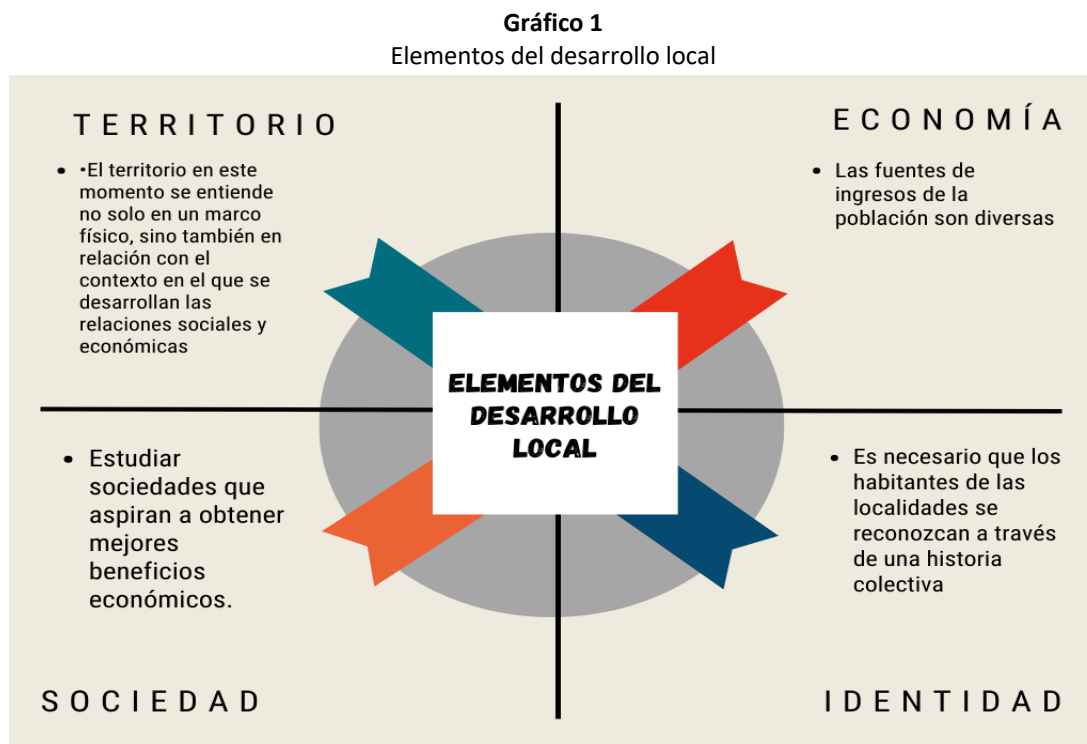 Gráfico 1
Elementos del desarrollo local
TERRITORIO
• •El territorio en este
momento se entiende
no solo en un marco
físico, sino también en
relación con el
contexto en el que se
desarrollan las
relaciones sociales y
económicas
ECONOMÍA
• Las fuentes de
ingresos de la
población son diversas
ELEMENTOS DEL
DESARROLLO
LOCAL
• Estudiar
sociedades que
aspiran a obtener
mejores
beneficios
económicos.
SOCIEDAD
• Es necesario que los
habitantes de las
localidades se
reconozcan a través
de una historia
colectiva
IDENTIDAD